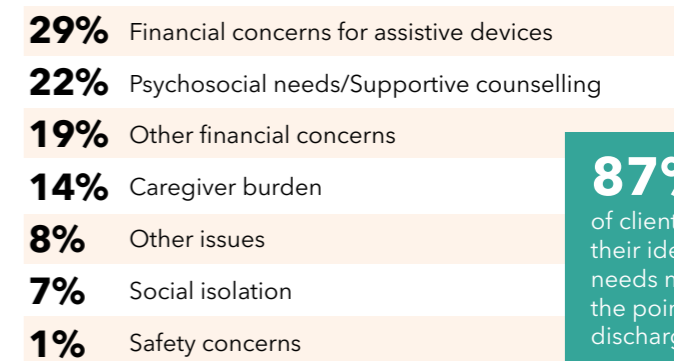 29% Financial concerns for assistive devices
22% Psychosocial needs/Supportive counselling
19% Other financial concerns
14% Caregiver burden
8% Other issues
7% Social isolation
1% Safety concerns
87%
of client
their ide
needs m
the poin
discharg